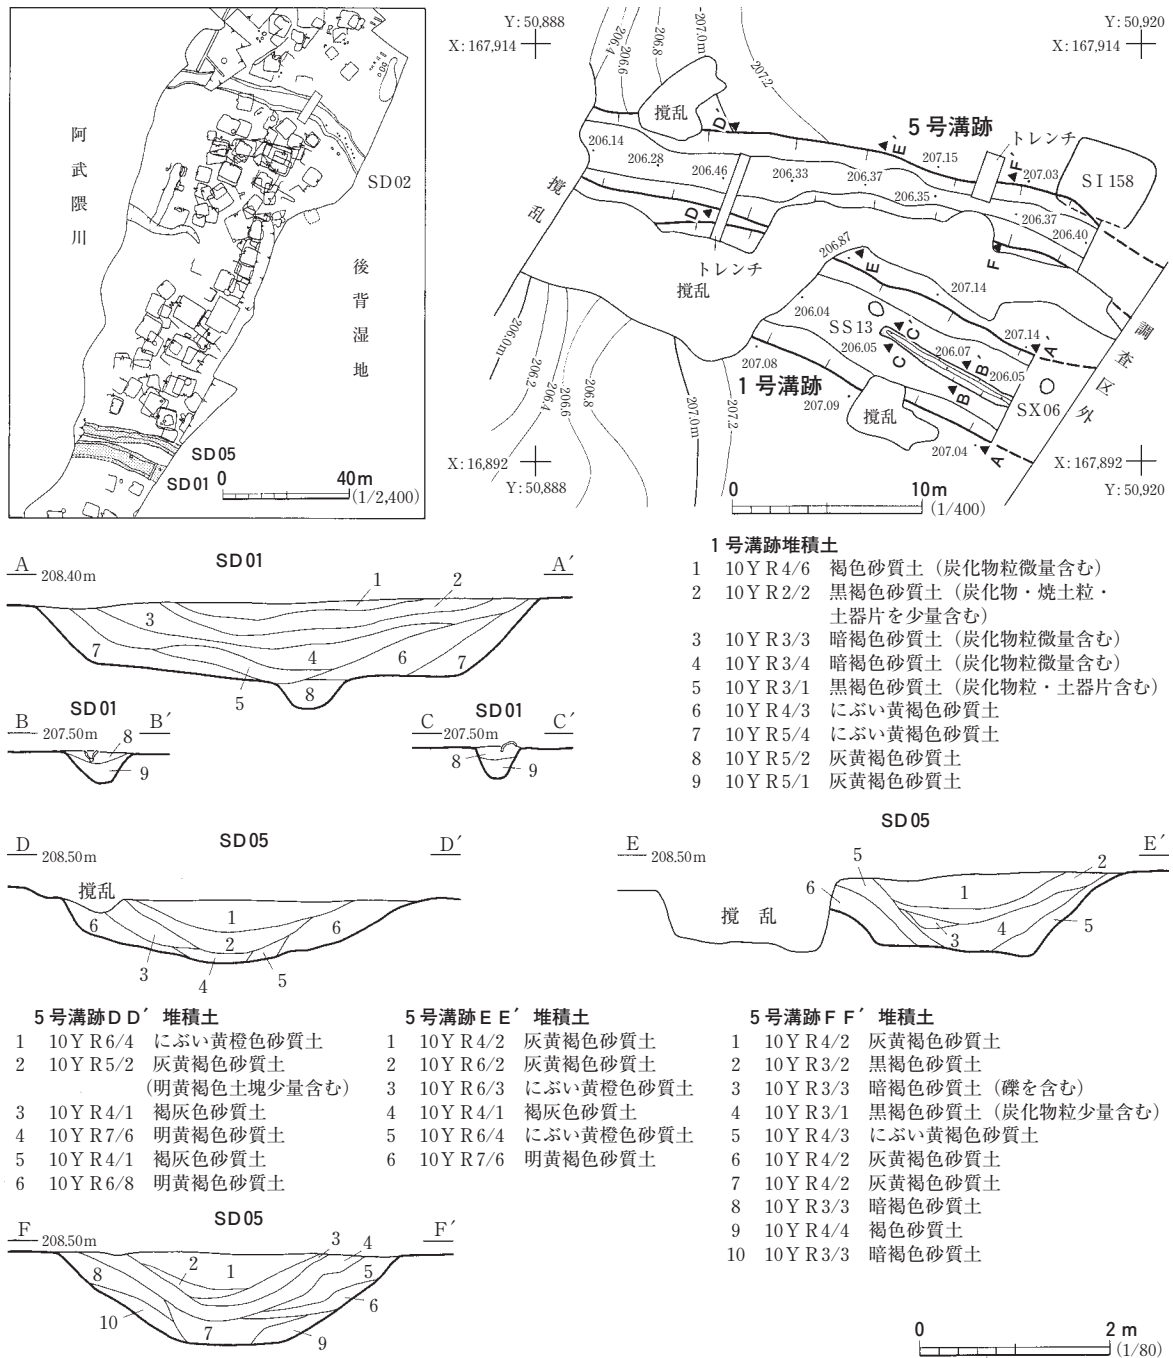 阿武隈川
後背湿地
SD02
SD05
SD01
0 40m
(1/2,400)
Y: 50,888
X: 167,914
Y: 50,920
X: 167,914
206.4
206.6
207.0m
206.8
207.2
撹乱
D´
5号溝跡
E´
トレンチ
F´
206.14
206.28
206.46
206.33
206.37
207.15
207.03
SI158
206.35
206.37
206.40
撹乱
D
トレンチ
撹乱
206.87
E
F
207.14
206.04
SS13
C´
206.05
C
206.07
B´
207.14
A´
206.05
B
SX06
調査区外
207.08
1号溝跡
207.09
撹乱
207.04
A
206.0m
206.2
206.4
206.6
206.8
207.0m
207.2
X: 16,892
Y: 50,888
X: 167,892
Y: 50,920
0 10m
(1/400)
SD01
A 208.40m A´
1 2 3 4 5 6 7 7 8
SD01
B 207.50m B´
8 9
SD01
C 207.50m C´
8 9
1号溝跡堆積土
1 10YR4/6 褐色砂質土(炭化物粒微量含む)
2 10YR2/2 黒褐色砂質土(炭化物・焼土粒・
土器片を少量含む)
3 10YR3/3 暗褐色砂質土(炭化物粒微量含む)
4 10YR3/4 暗褐色砂質土(炭化物粒微量含む)
5 10YR3/1 黒褐色砂質土(炭化物粒・土器片含む)
6 10YR4/3 にぶい黄褐色砂質土
7 10YR5/4 にぶい黄褐色砂質土
8 10YR5/2 灰黄褐色砂質土
9 10YR5/1 灰黄褐色砂質土
SD05
D 208.50m D´
撹乱
1 2 3 4 5 6 6
SD05
E 208.50m E´
撹乱
1 2 3 4 5 5 6
5号溝跡DD´堆積土
1 10YR6/4 にぶい黄橙色砂質土
2 10YR5/2 灰黄褐色砂質土
(明黄褐色土塊少量含む)
3 10YR4/1 褐灰色砂質土
4 10YR7/6 明黄褐色砂質土
5 10YR4/1 褐灰色砂質土
6 10YR6/8 明黄褐色砂質土
5号溝跡EE´堆積土
1 10YR4/2 灰黄褐色砂質土
2 10YR6/2 灰黄褐色砂質土
3 10YR6/3 にぶい黄橙色砂質土
4 10YR4/1 褐灰色砂質土
5 10YR6/4 にぶい黄橙色砂質土
6 10YR7/6 明黄褐色砂質土
5号溝跡FF´堆積土
1 10YR4/2 灰黄褐色砂質土
2 10YR3/2 黒褐色砂質土
3 10YR3/3 暗褐色砂質土(礫を含む)
4 10YR3/1 黒褐色砂質土(炭化物粒少量含む)
5 10YR4/3 にぶい黄褐色砂質土
6 10YR4/2 灰黄褐色砂質土
7 10YR4/2 灰黄褐色砂質土
8 10YR3/3 暗褐色砂質土
9 10YR4/4 褐色砂質土
10 10YR3/3 暗褐色砂質土
SD05
F 208.50m F´
1 2 3 4 5 6 7 8 9 10
0 2m
(1/80)